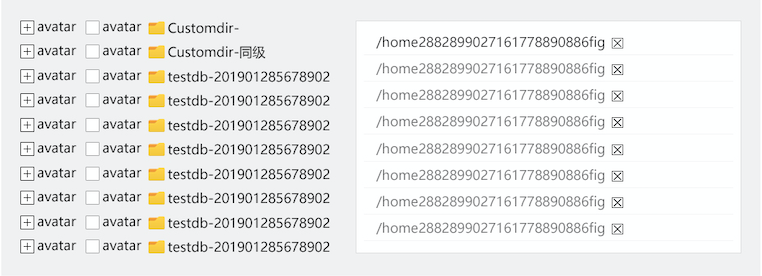 avatar avatar Customdir-
avatar avatar Customdir-同级
avatar avatar testdb-201901285678902
avatar avatar testdb-201901285678902
avatar avatar testdb-201901285678902
avatar avatar testdb-201901285678902
avatar avatar testdb-201901285678902
avatar avatar testdb-201901285678902
avatar avatar testdb-201901285678902
avatar avatar testdb-201901285678902
/home2882899027161778890886fig
/home2882899027161778890886fig
/home2882899027161778890886fig
/home2882899027161778890886fig
/home2882899027161778890886fig
/home2882899027161778890886fig
/home2882899027161778890886fig
/home2882899027161778890886fig